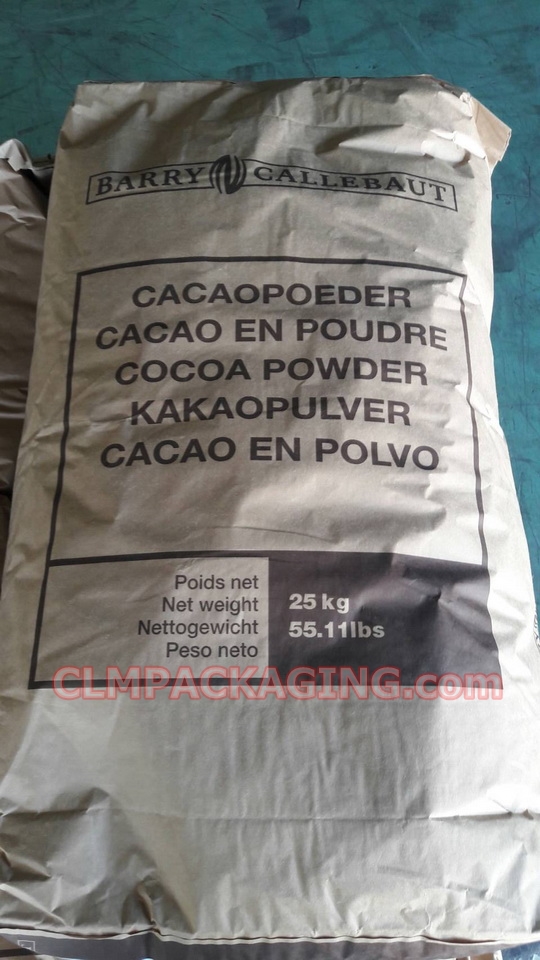 BARRY CALLEBAUT
CACAOPOEDER
CACAO EN POUDRE
COCOA POWDER
KAKAOPULVER
CACAO EN POLVO
Poids net
Net weight 25 kg
Nettogewicht 55.11lbs
Peso neto
CLMPACKAGING.com